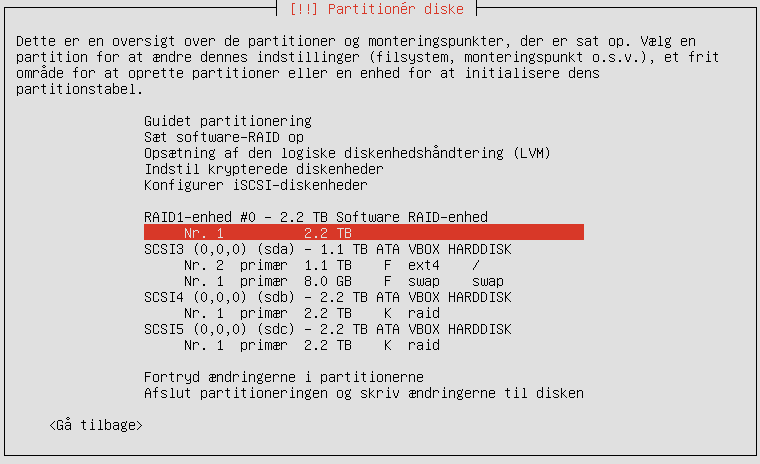 [!!] Partitionér diske
Dette er en oversigt over de partitioner og monteringspunkter, der er sat op. Vælg en
partition for at ændre dennes indstillinger (filsystem, monteringspunkt o.s.v.), et frit
område for at oprette partitioner eller en enhed for at initialisere dens
partitionstabel.
Guidet partitionering
Sæt software-RAID op
Opsætning af den logiske diskenhedshåndtering (LVM)
Indstil krypterede diskenheder
Konfigurer iSCSI-diskenheder
RAID1-enhed #0 - 2.2 TB Software RAID-enhed
Nr. 1 2.2 TB
SCSI3 (0,0,0) (sda) - 1.1 TB ATA VBOX HARDDISK
Nr. 2 primær 1.1 TB F ext4 /
Nr. 1 primær 8.0 GB F swap swap
SCSI4 (0,0,0) (sdb) - 2.2 TB ATA VBOX HARDDISK
Nr. 1 primær 2.2 TB K raid
SCSI5 (0,0,0) (sdc) - 2.2 TB ATA VBOX HARDDISK
Nr. 1 primær 2.2 TB K raid
Fortryd ændringerne i partitionerne
Afslut partitioneringen og skriv ændringerne til disken
<Gå tilbage>